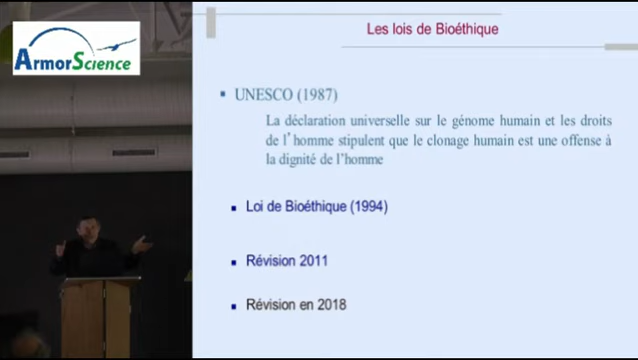 ArmorScience
Les lois de Bioéthique
UNESCO (1987)
La déclaration universelle sur le génome humain et les droits
de l'homme stipulent que le clonage humain est une offense à
la dignité de l'homme
Loi de Bioéthique (1994)
Révision 2011
Révision en 2018